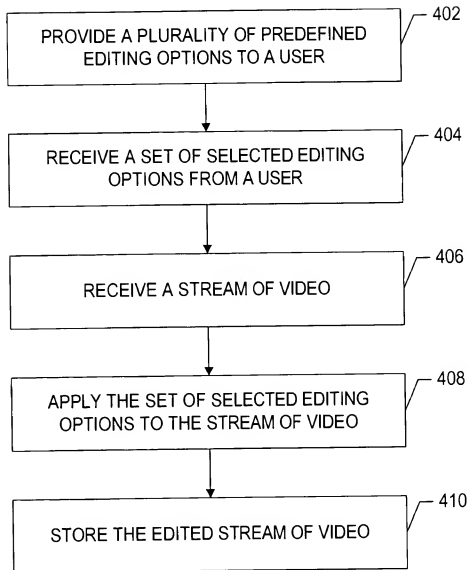 402
PROVIDE A PLURALITY OF PREDEFINED
EDITING OPTIONS TO A USER
404
RECEIVE A SET OF SELECTED EDITING
OPTIONS FROM A USER
406
RECEIVE A STREAM OF VIDEO
408
APPLY THE SET OF SELECTED EDITING
OPTIONS TO THE STREAM OF VIDEO
410
STORE THE EDITED STREAM OF VIDEO